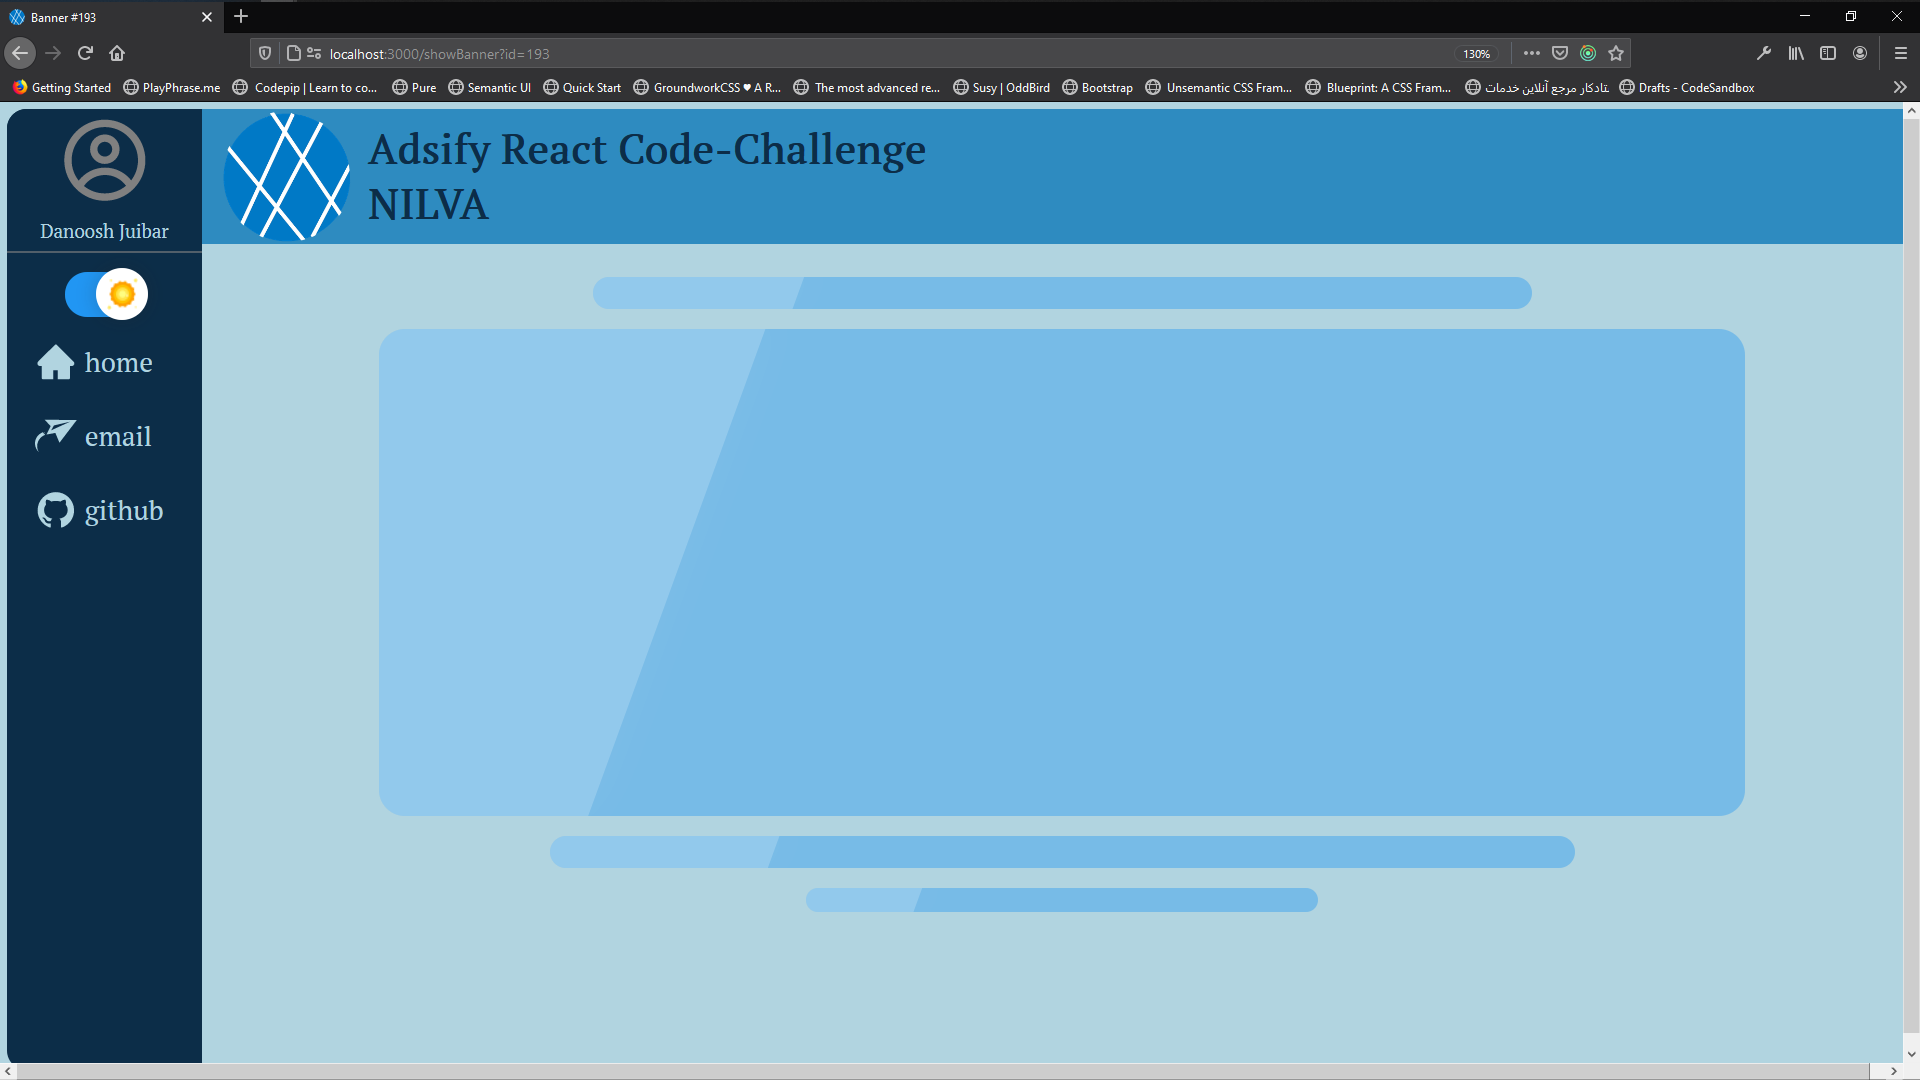 Banner #193
localhost:3000/showBanner?id=193
130%
Getting Started
PlayPhrase.me
Codepip | Learn to co...
Pure
Semantic UI
Quick Start
GroundworkCSS ♥ A R...
The most advanced re...
Susy | OddBird
Bootstrap
Unsemantic CSS Fram...
Blueprint: A CSS Fram...
ستادکار مرجع آنلاین خدمات
Drafts - CodeSandbox
Adsify React Code-Challenge
NILVA
Danoosh Juibar
home
email
github